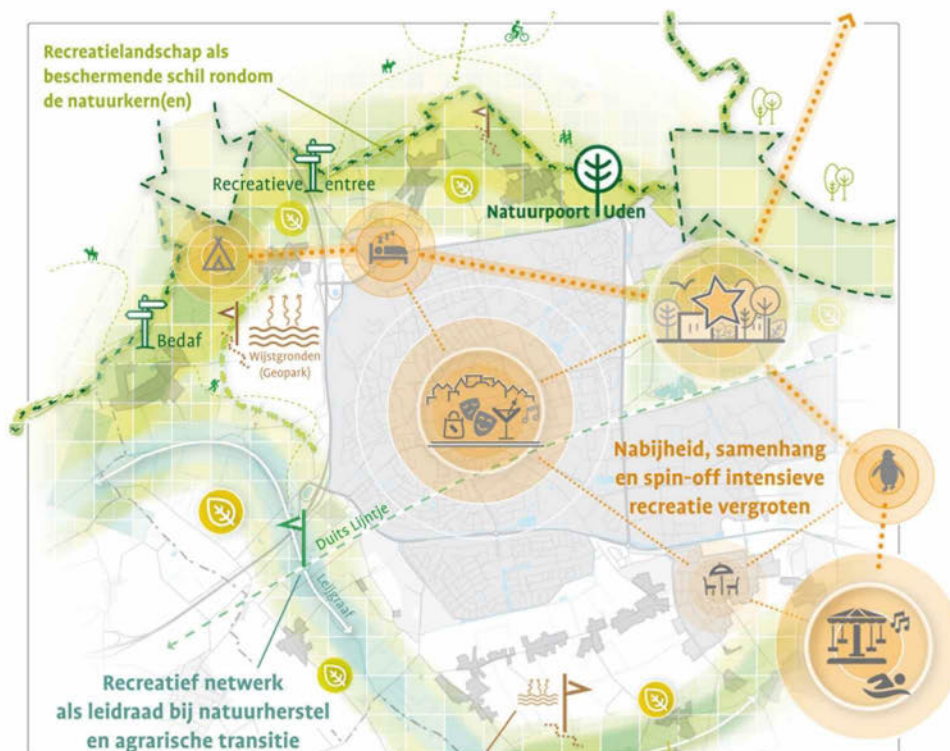 Recreatielandschap als
beschermende schil rondom
de natuurkern(en)
Recreatieve entree
Natuurpoort Uden
Bedaf
Wijstgronden
(Geopark)
Nabijheid, samenhang
en spin-off intensieve
recreatie vergroten
Duits Lijntje
Leijgraaf
Recreatief netwerk
als leidraad bij natuurherstel
en agrarische transitie